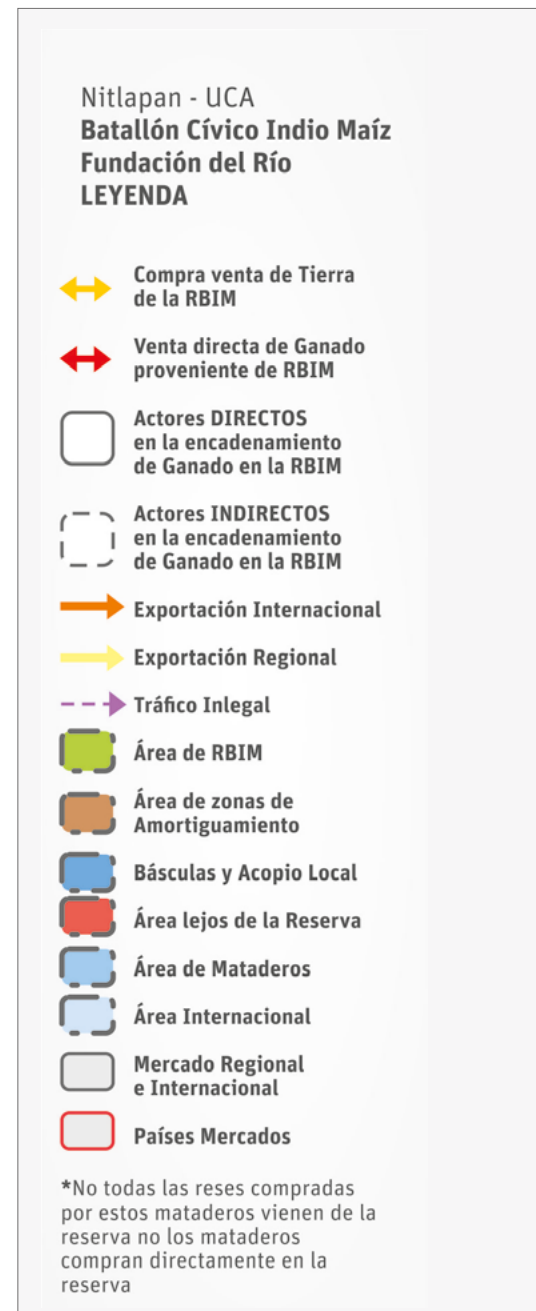 Nitlapan - UCA
Batallón Cívico Indio Maíz
Fundación del Río
LEYENDA
Compra venta de Tierra
de la RBIM
Venta directa de Ganado
proveniente de RBIM
Actores DIRECTOS
en la encadenamiento
de Ganado en la RBIM
Actores INDIRECTOS
en la encadenamiento
de Ganado en la RBIM
Exportación Internacional
Exportación Regional
Tráfico Inlegal
Área de RBIM
Área de zonas de
Amortiguamiento
Básculas y Acopio Local
Área lejos de la Reserva
Área de Mataderos
Área Internacional
Mercado Regional
e Internacional
Países Mercados
*No todas las reses compradas
por estos mataderos vienen de la
reserva no los mataderos
compran directamente en la
reserva